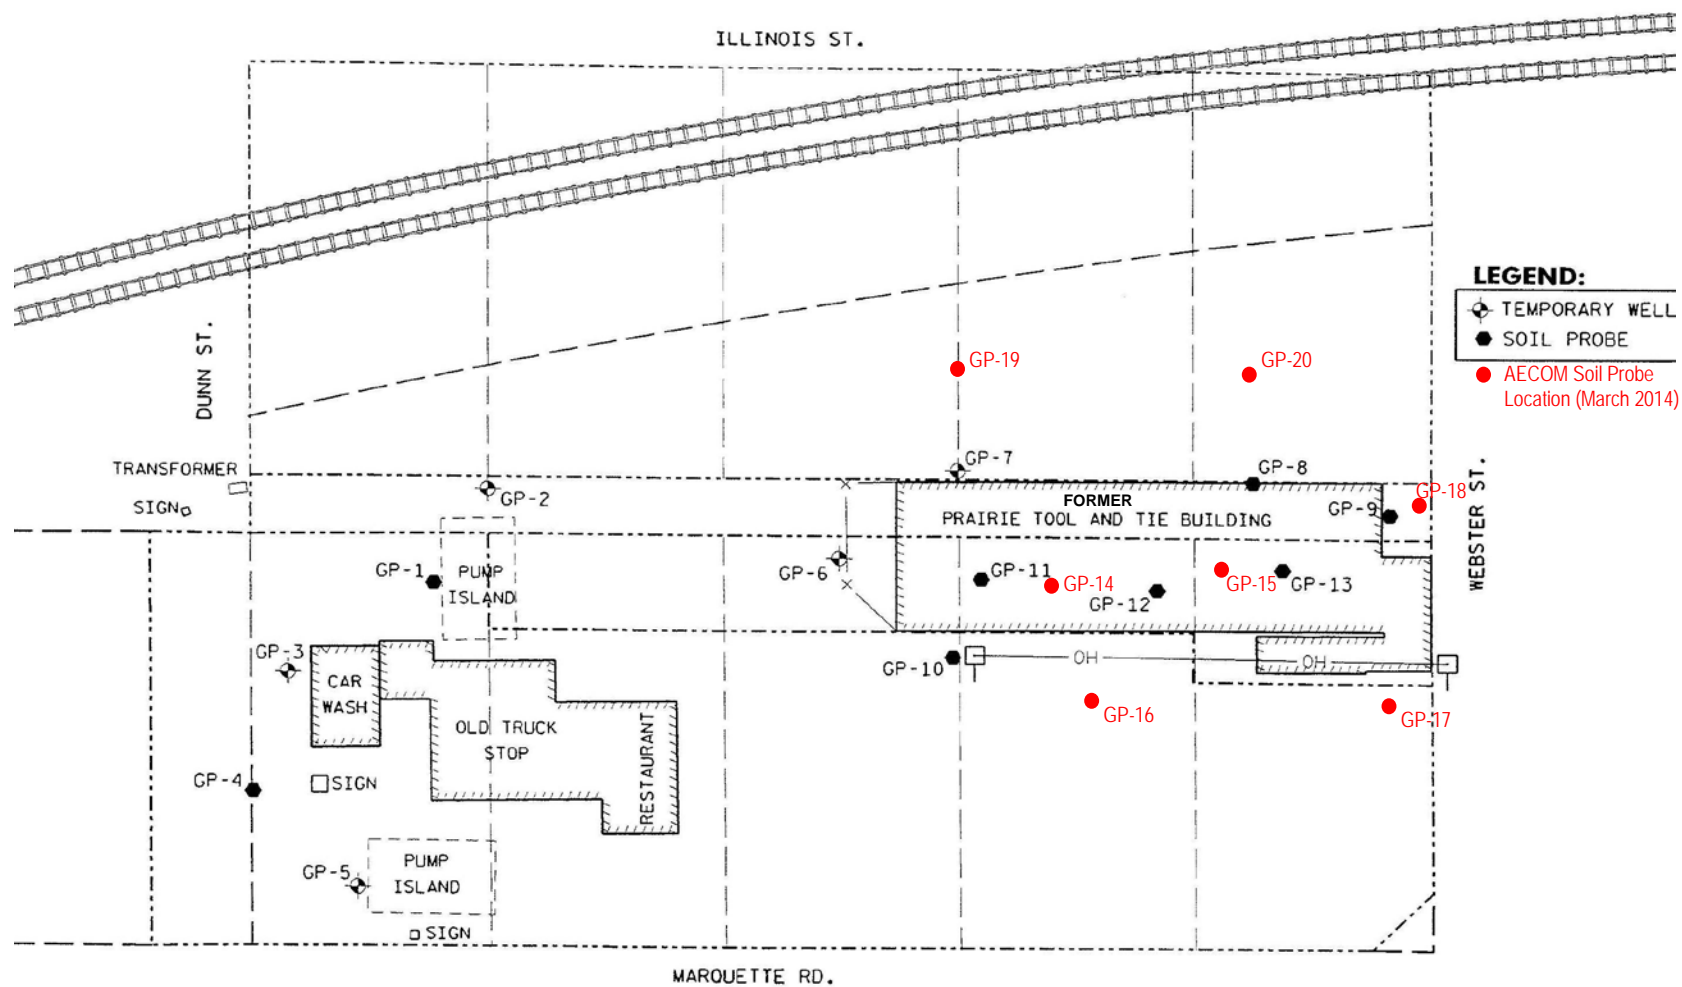 ILLINOIS ST.
LEGEND:
TEMPORARY WELL
SOIL PROBE
AECOM Soil Probe
Location (March 2014)
DUNN ST.
GP-19
GP-20
TRANSFORMER
SIGN
GP-2
GP-7
GP-8
FORMER
PRAIRIE TOOL AND TIE BUILDING
GP-9
GP-18
WEBSTER ST.
GP-1
PUMP
ISLAND
GP-6
GP-11
GP-14
GP-12
GP-15
GP-13
GP-3
CAR
WASH
GP-10
OH
OH
OLD TRUCK
STOP
RESTAURANT
GP-16
GP-17
GP-4
SIGN
GP-5
PUMP
ISLAND
SIGN
MARQUETTE RD.